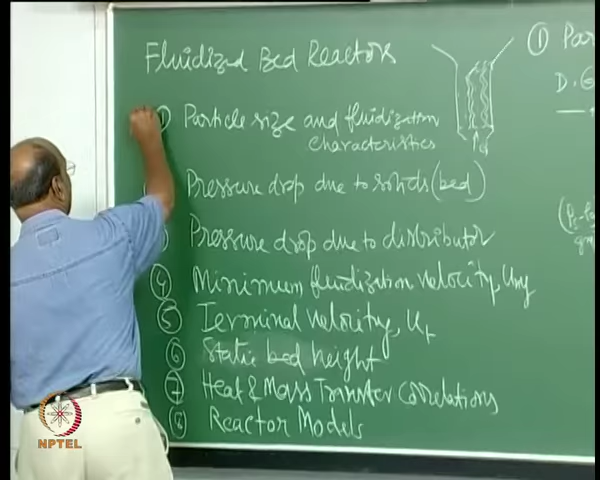 Fluidized Bed Reactors
1 Particle size and fluidization
characteristics
Pressure drop due to solids (bed)
Pressure drop due to distributor
4 Minimum fluidization velocity, Umf
5 Terminal velocity, Ut
6 Static bed height
7 Heat & Mass Transfer Correlations
8 Reactor Models
1 Par
D. G
NPTEL